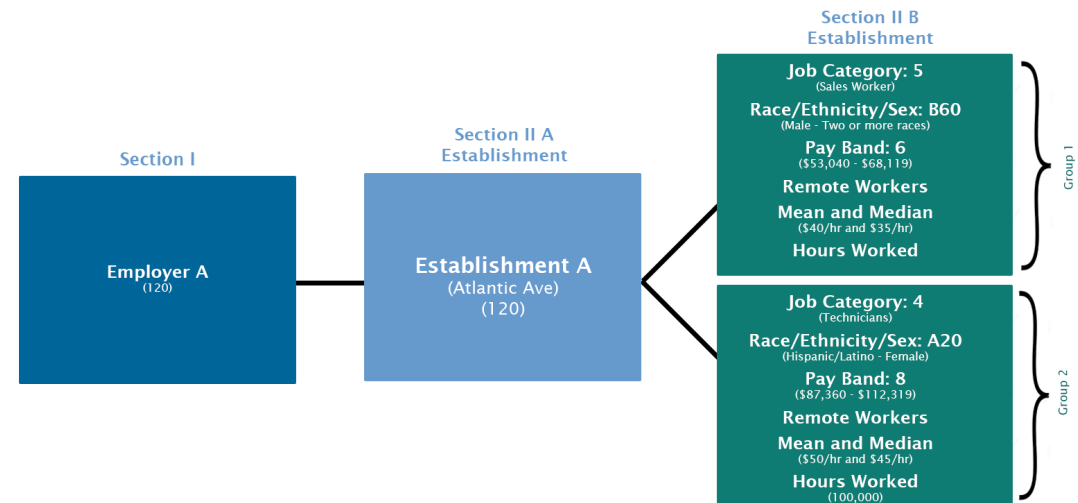 Section I
Employer A
(120)
Section II A
Establishment
Establishment A
(Atlantic Ave)
(120)
Section II B
Establishment
Job Category: 5
(Sales Worker)
Race/Ethnicity/Sex: B60
(Male - Two or more races)
Pay Band: 6
($53,040 - $68,119)
Remote Workers
Mean and Median
($40/hr and $35/hr)
Hours Worked
Group 1
Job Category: 4
(Technicians)
Race/Ethnicity/Sex: A20
(Hispanic/Latino - Female)
Pay Band: 8
($87,360 - $112,319)
Remote Workers
Mean and Median
($50/hr and $45/hr)
Hours Worked
(100,000)
Group 2